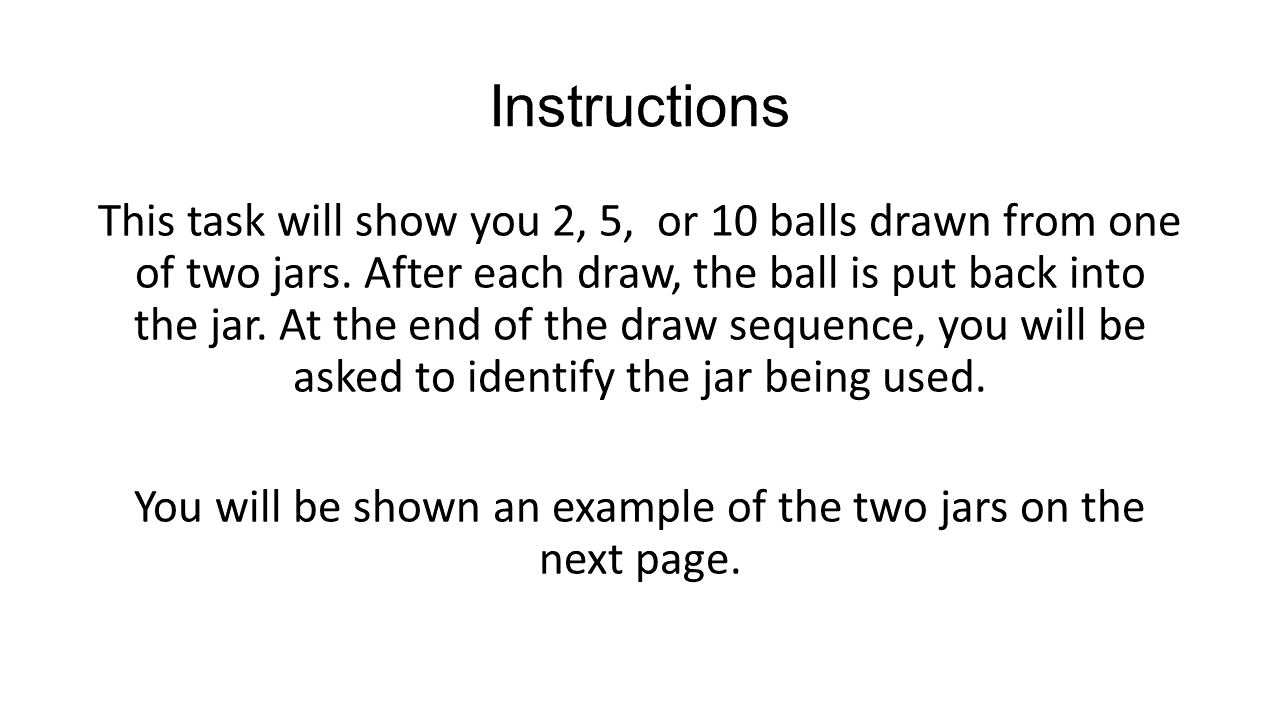 Instructions
This task will show you 2, 5,  or 10 balls drawn from one
of two jars. After each draw, the ball is put back into
the jar. At the end of the draw sequence, you will be
asked to identify the jar being used.
You will be shown an example of the two jars on the
next page.